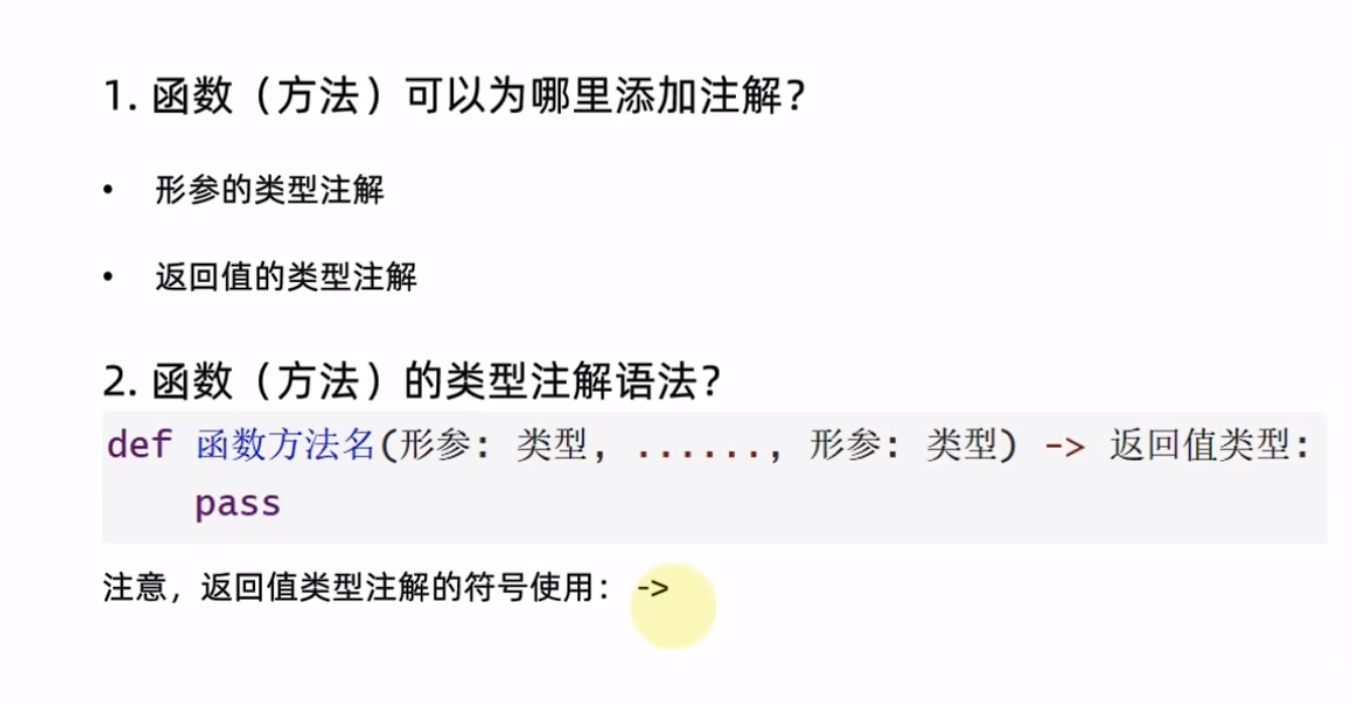 1. 函数（方法）可以为哪里添加注解？
• 形参的类型注解
• 返回值的类型注解
2. 函数（方法）的类型注解语法？
def 函数方法名(形参: 类型, ......, 形参: 类型) -> 返回值类型:
    pass
注意，返回值类型注解的符号使用： ->